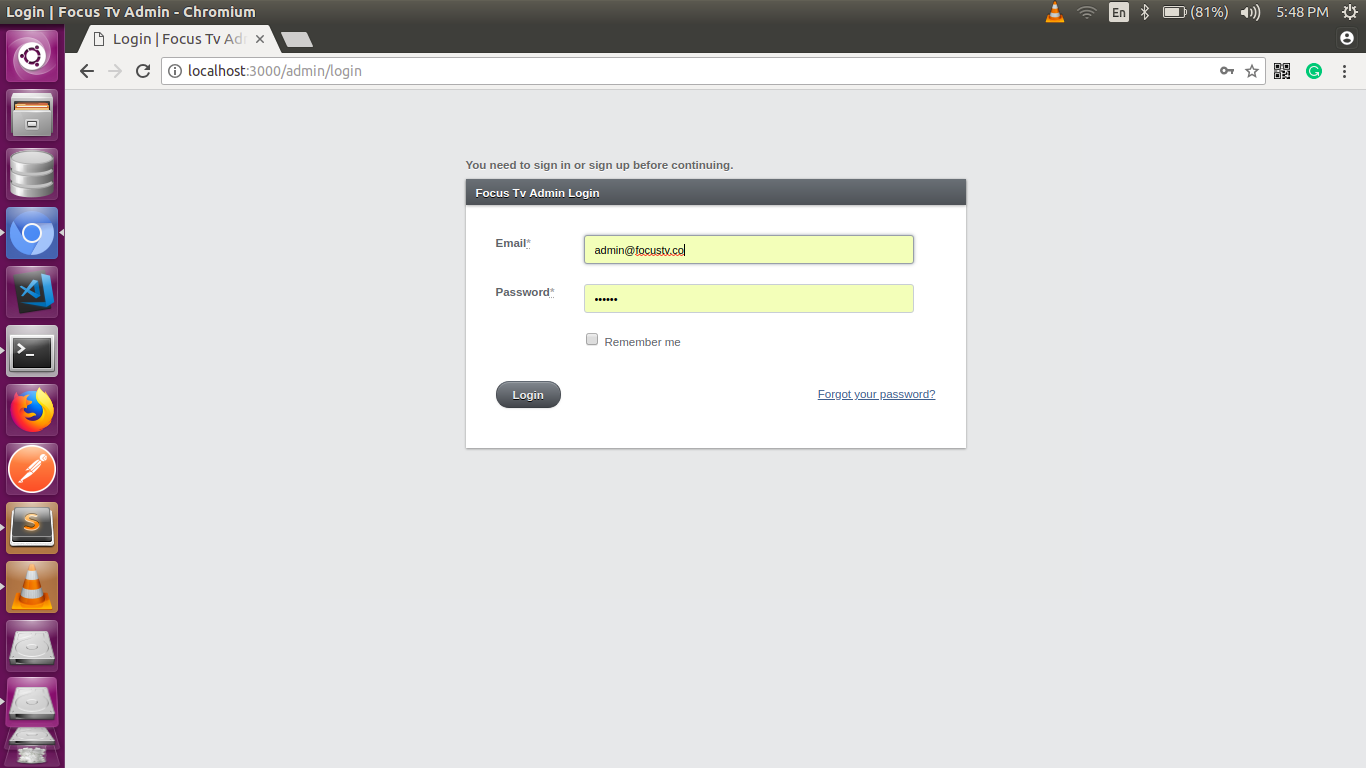 Login | Focus Tv Admin - Chromium
En
(81%)
5:48 PM
Login | Focus Tv Ad
localhost:3000/admin/login
You need to sign in or sign up before continuing.
Focus Tv Admin Login
Email*
admin@focustv.co
Password*
••••••
Remember me
Login
Forgot your password?